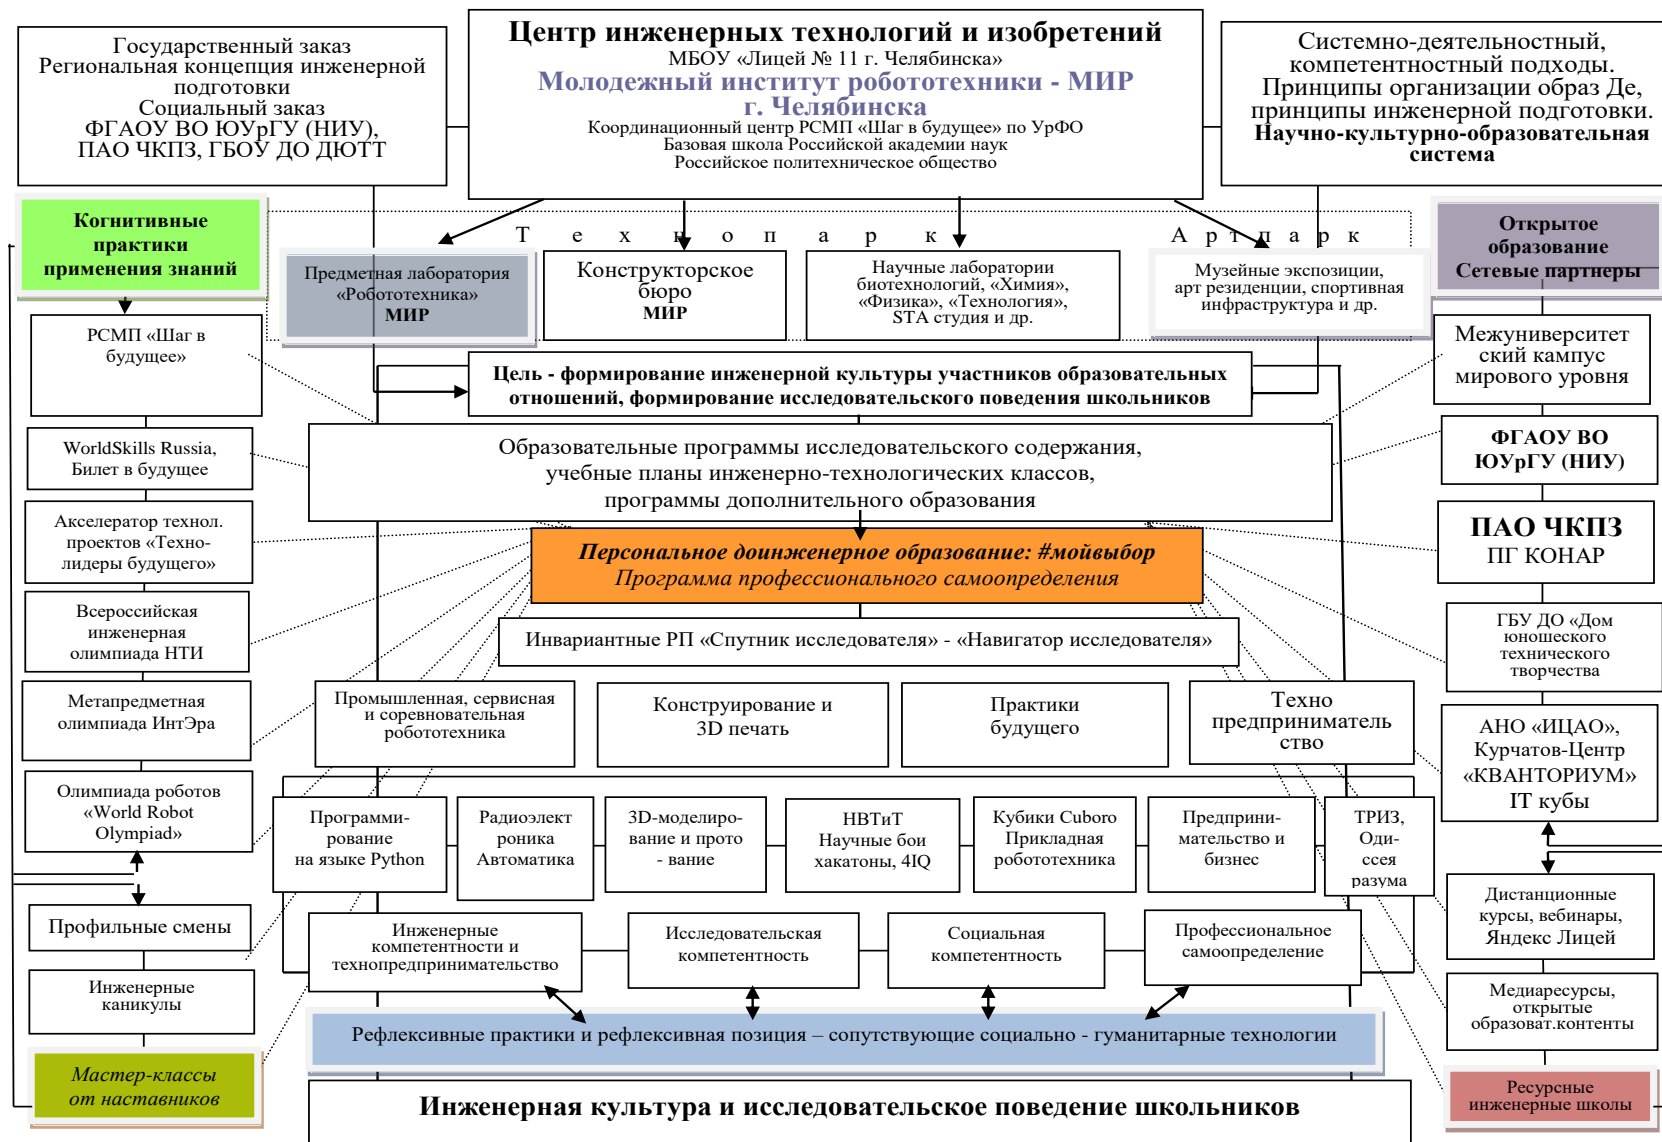 Государственный заказ
Региональная концепция инженерной
подготовки
Социальный заказ
ФГАОУ ВО ЮУрГУ (НИУ),
ПАО ЧКПЗ, ГБОУ ДО ДЮТТ
Центр инженерных технологий и изобретений
МБОУ «Лицей № 11 г. Челябинска»
Молодежный институт робототехники - МИР
г. Челябинска
Координационный центр РСМП «Шаг в будущее» по УрФО
Базовая школа Российской академии наук
Российское политехническое общество
Системно-деятельностный,
компетентностный подходы.
Принципы организации образ Де,
принципы инженерной подготовки.
Научно-культурно-образовательная
система
Когнитивные
практики
применения знаний
Т е х н о п а р к
А р т п а р к
Открытое
образование
Сетевые партнеры
Предметная лаборатория
«Робототехника»
МИР
Конструкторское
бюро
МИР
Научные лаборатории
биотехнологий, «Химия»,
«Физика», «Технология»,
STA студия и др.
Музейные экспозиции,
арт резиденции, спортивная
инфраструктура и др.
РСМП «Шаг в
будущее»
WorldSkills Russia,
Билет в будущее
Акселератор технол.
проектов «Техно-
лидеры будущего»
Всероссийская
инженерная
олимпиада НТИ
Метапредметная
олимпиада ИнтЭра
Олимпиада роботов
«World Robot
Olympiad»
Профильные смены
Инженерные
каникулы
Мастер-классы
от наставников
Цель - формирование инженерной культуры участников образовательных
отношений, формирование исследовательского поведения школьников
Образовательные программы исследовательского содержания,
учебные планы инженерно-технологических классов,
программы дополнительного образования
Персональное доинженерное образование: #мойвыбор
Программа профессионального самоопределения
Инвариантные РП «Спутник исследователя» - «Навигатор исследователя»
Промышленная, сервисная
и соревновательная
робототехника
Конструирование и
3D печать
Практики
будущего
Техно
предприниматель
ство
Программи-
рование
на языке Python
Радиоэлект
роника
Автоматика
3D-моделиро-
вание и прото
- вание
НВТиТ
Научные бои
хакатоны, 4IQ
Кубики Cuboro
Прикладная
робототехника
Предприни-
мательство и
бизнес
ТРИЗ,
Оди-
ссея
разума
Инженерные
компетентности и
технопредпринимательство
Исследовательская
компетентность
Социальная
компетентность
Профессиональное
самоопределение
Рефлексивные практики и рефлексивная позиция – сопутствующие социально - гуманитарные технологии
Инженерная культура и исследовательское поведение школьников
Межуниверситет
ский кампус
мирового уровня
ФГАОУ ВО
ЮУрГУ (НИУ)
ПАО ЧКПЗ
ПГ КОНАР
ГБУ ДО «Дом
юношеского
технического
творчества
АНО «ИЦАО»,
Курчатов-Центр
«КВАНТОРИУМ»
IT кубы
Дистанционные
курсы, вебинары,
Яндекс Лицей
Медиаресурсы,
открытые
образоват.контенты
Ресурсные
инженерные школы